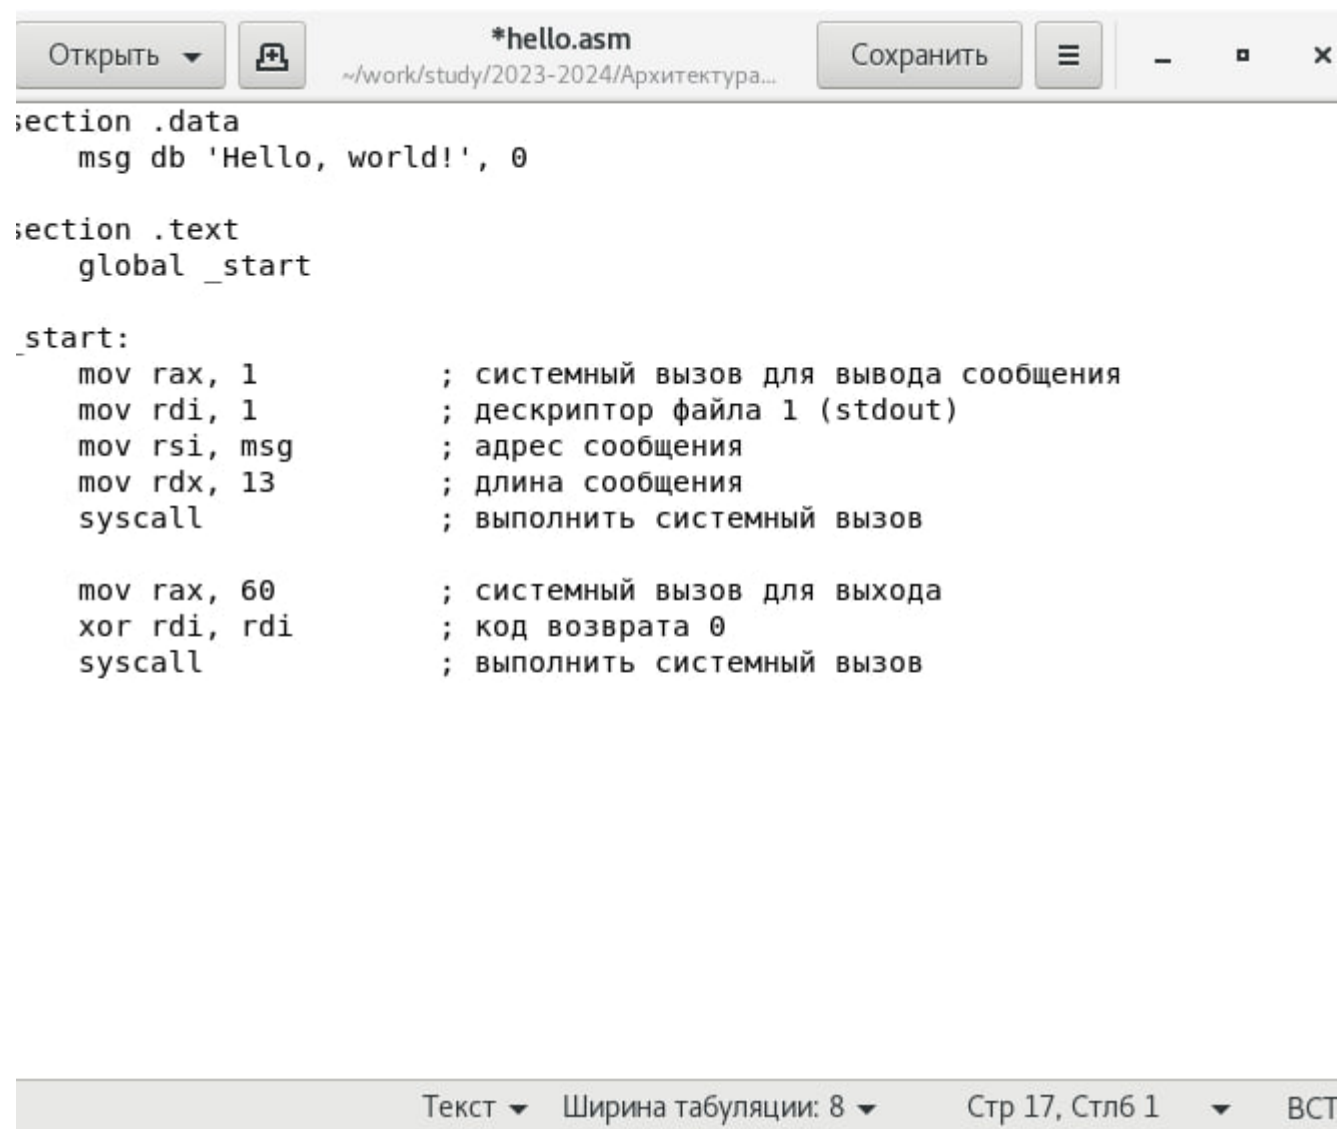 Открыть
*hello.asm
~/work/study/2023-2024/Архитектура...
Сохранить
section .data
    msg db 'Hello, world!', 0

section .text
    global _start

_start:
    mov rax, 1          ; системный вызов для вывода сообщения
    mov rdi, 1          ; дескриптор файла 1 (stdout)
    mov rsi, msg        ; адрес сообщения
    mov rdx, 13         ; длина сообщения
    syscall             ; выполнить системный вызов

    mov rax, 60         ; системный вызов для выхода
    xor rdi, rdi        ; код возврата 0
    syscall             ; выполнить системный вызов
Текст Ширина табуляции: 8 Стр 17, Стлб 1 ВСТ